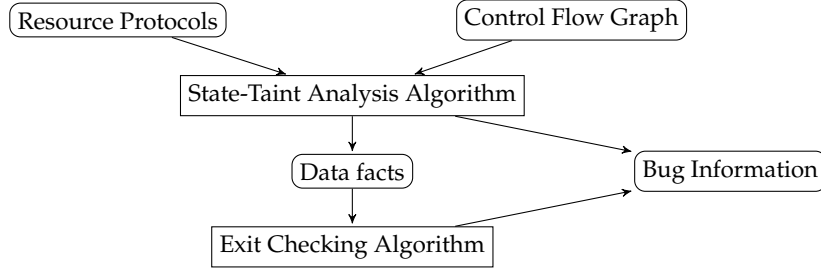 Resource Protocols
Control Flow Graph
State-Taint Analysis Algorithm
Data facts
Bug Information
Exit Checking Algorithm